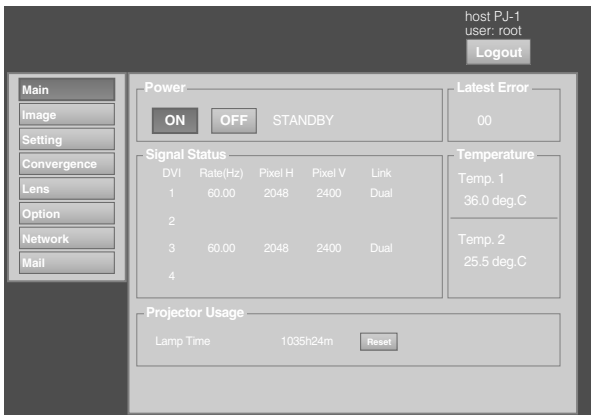 host PJ-1
user: root
Logout
Main
Image
Setting
Convergence
Lens
Option
Network
Mail
Power
ON OFF STANDBY
Latest Error
00
Signal Status
DVI Rate(Hz) Pixel H Pixel V Link
1 60.00 2048 2400 Dual
2
3 60.00 2048 2400 Dual
4
Temperature
Temp. 1
36.0 deg.C
Temp. 2
25.5 deg.C
Projector Usage
Lamp Time 1035h24m Reset